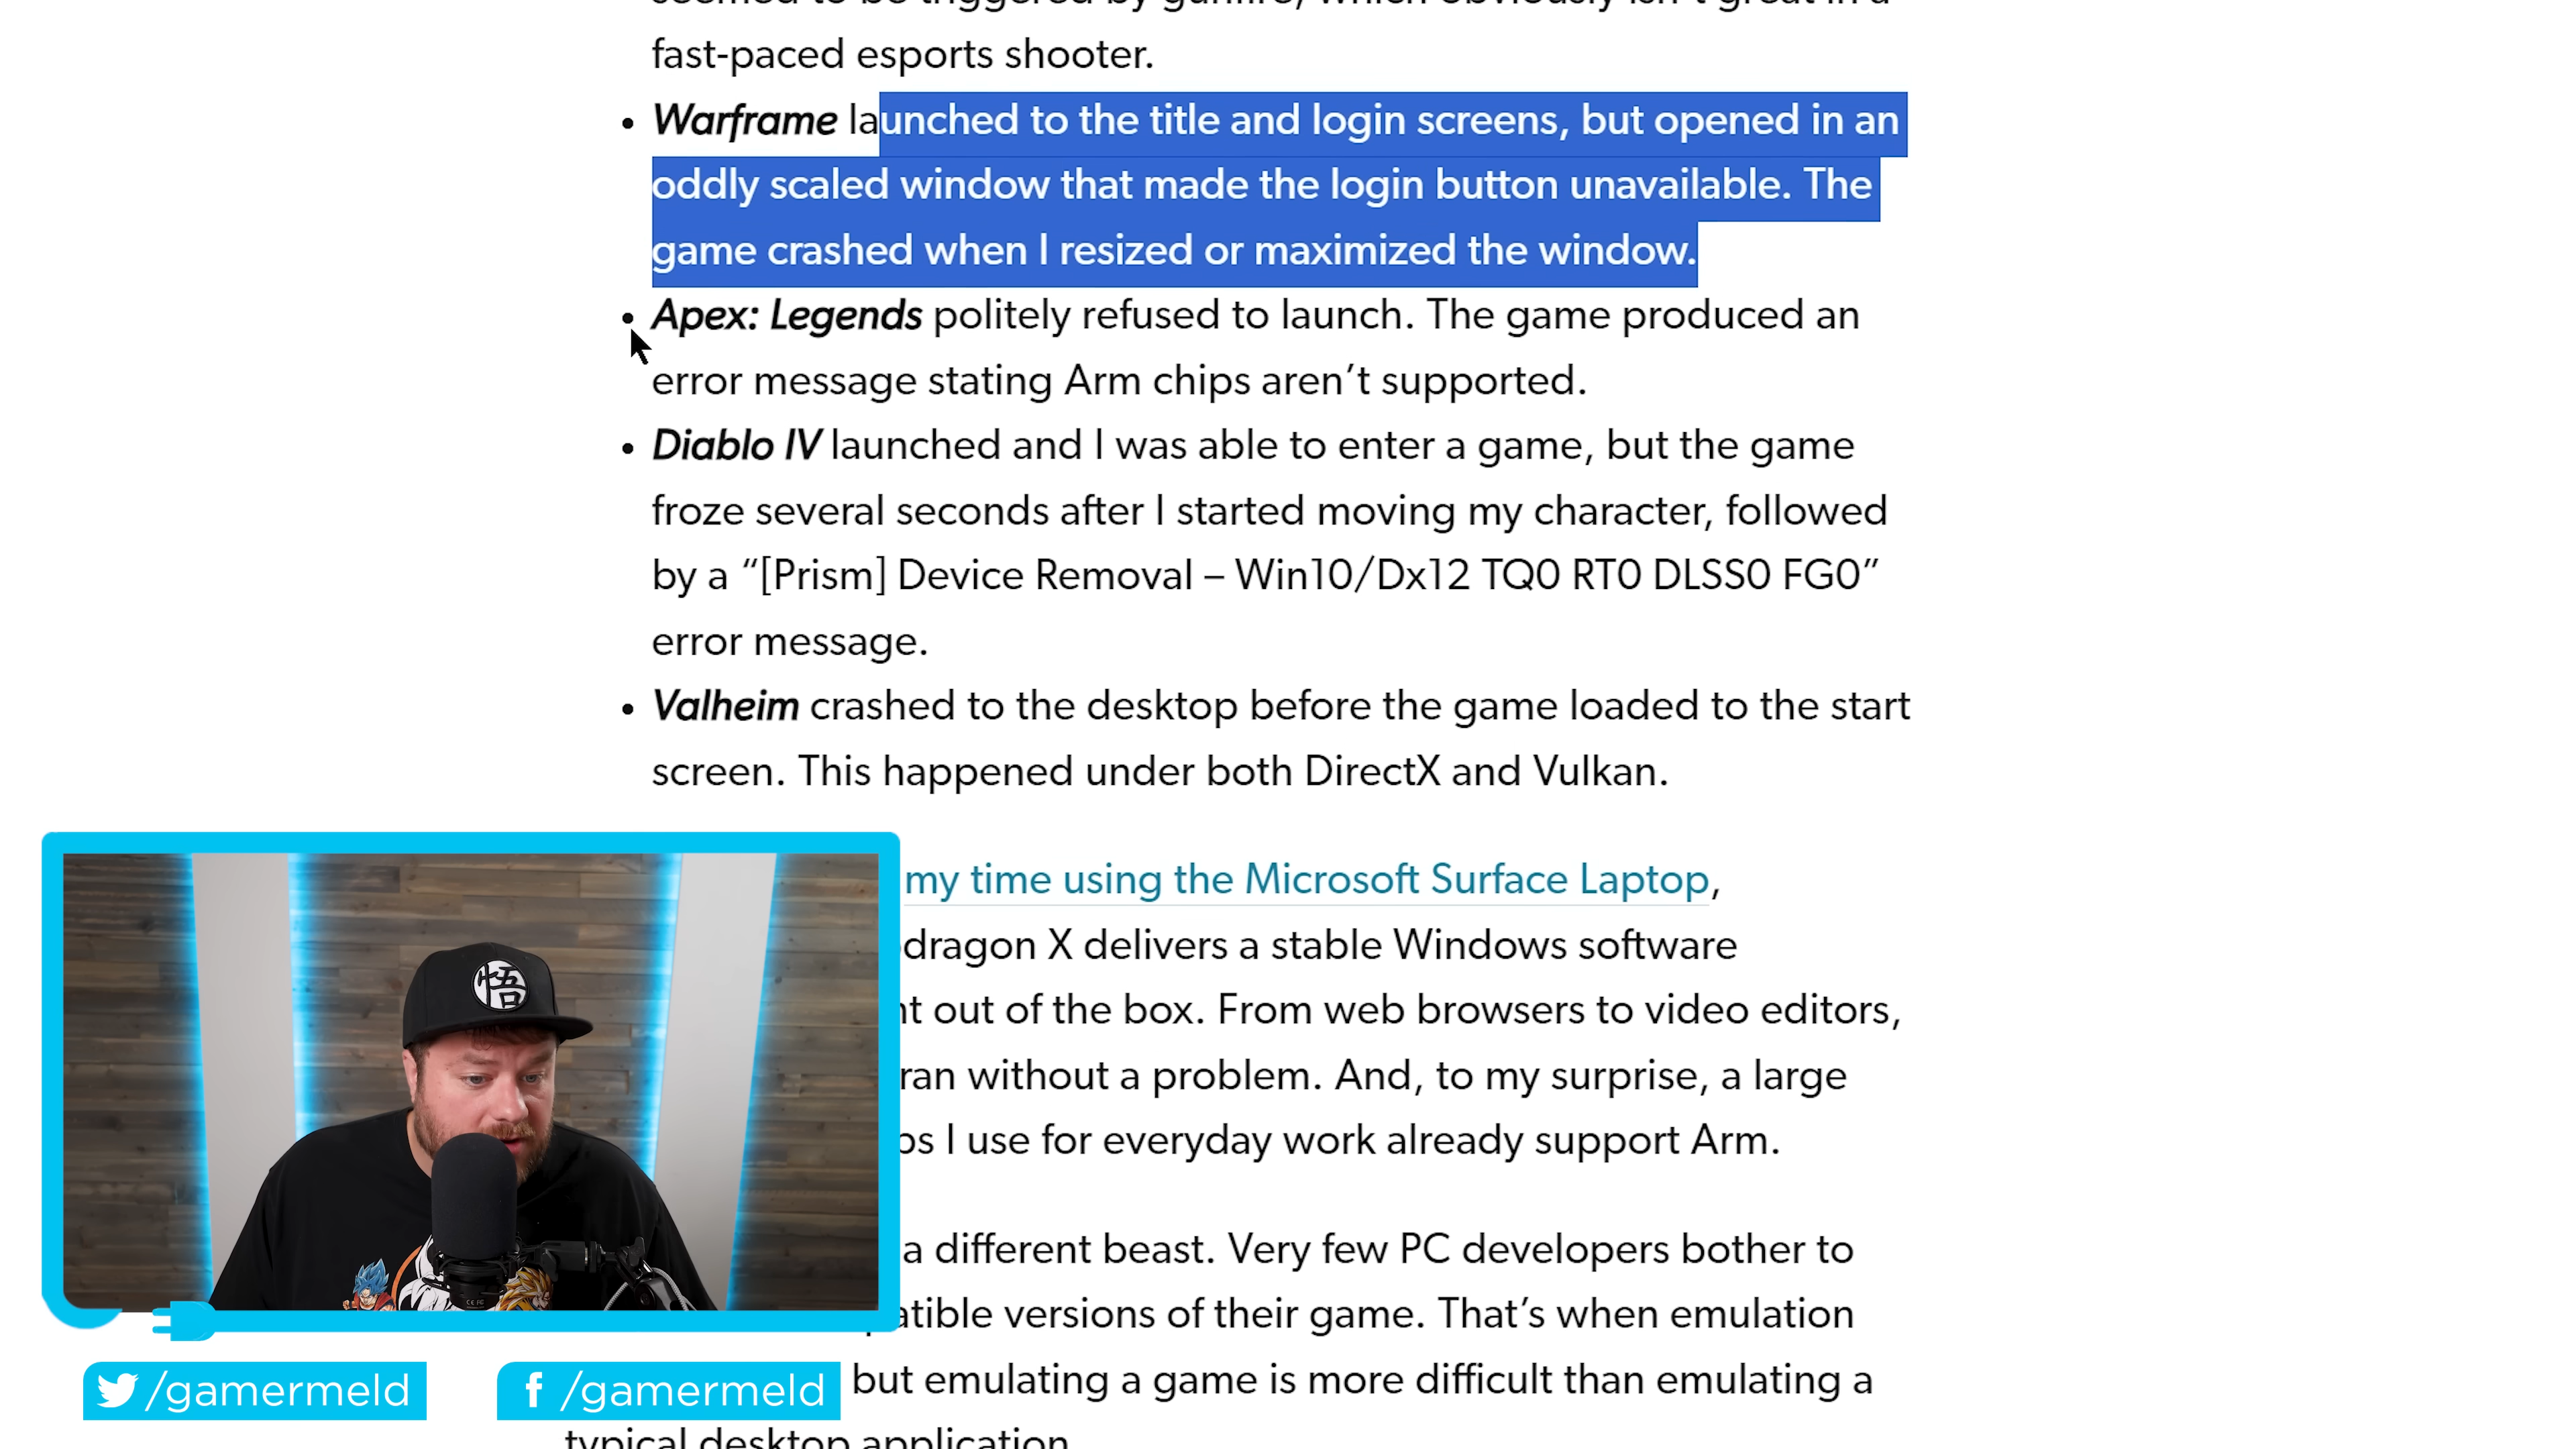 fast-paced esports shooter.
• Warframe launched to the title and login screens, but opened in an
oddly scaled window that made the login button unavailable. The
game crashed when I resized or maximized the window.
• Apex: Legends politely refused to launch. The game produced an
error message stating Arm chips aren’t supported.
• Diablo IV launched and I was able to enter a game, but the game
froze several seconds after I started moving my character, followed
by a “[Prism] Device Removal – Win10/Dx12 TQ0 RT0 DLSS0 FG0”
error message.
• Valheim crashed to the desktop before the game loaded to the start
screen. This happened under both DirectX and Vulkan.
my time using the Microsoft Surface Laptop,
dragon X delivers a stable Windows software
out of the box. From web browsers to video editors,
ran without a problem. And, to my surprise, a large
I use for everyday work already support Arm.
a different beast. Very few PC developers bother to
versions of their game. That’s when emulation
but emulating a game is more difficult than emulating a
typical desktop application
悟
/gamermeld
f /gamermeld